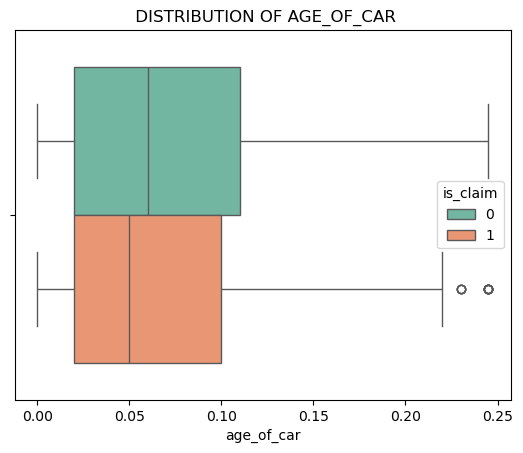 DISTRIBUTION OF AGE_OF_CAR
is_claim
0
1
0.00 0.05 0.10 0.15 0.20 0.25
age_of_car